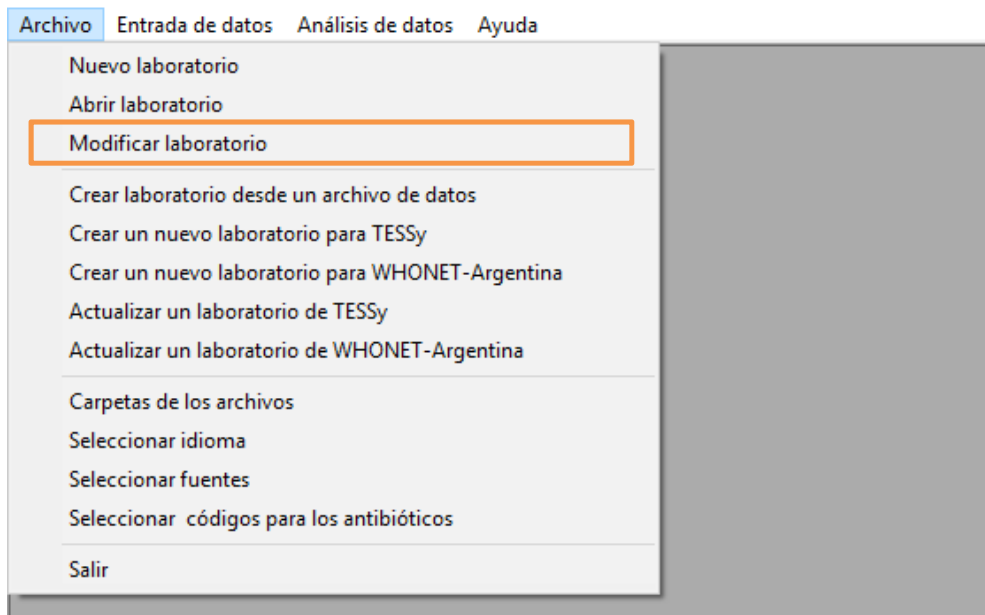 Archivo Entrada de datos Análisis de datos Ayuda
Nuevo laboratorio
Abrir laboratorio
Modificar laboratorio
Crear laboratorio desde un archivo de datos
Crear un nuevo laboratorio para TESSy
Crear un nuevo laboratorio para WHONET-Argentina
Actualizar un laboratorio de TESSy
Actualizar un laboratorio de WHONET-Argentina
Carpetas de los archivos
Seleccionar idioma
Seleccionar fuentes
Seleccionar  códigos para los antibióticos
Salir